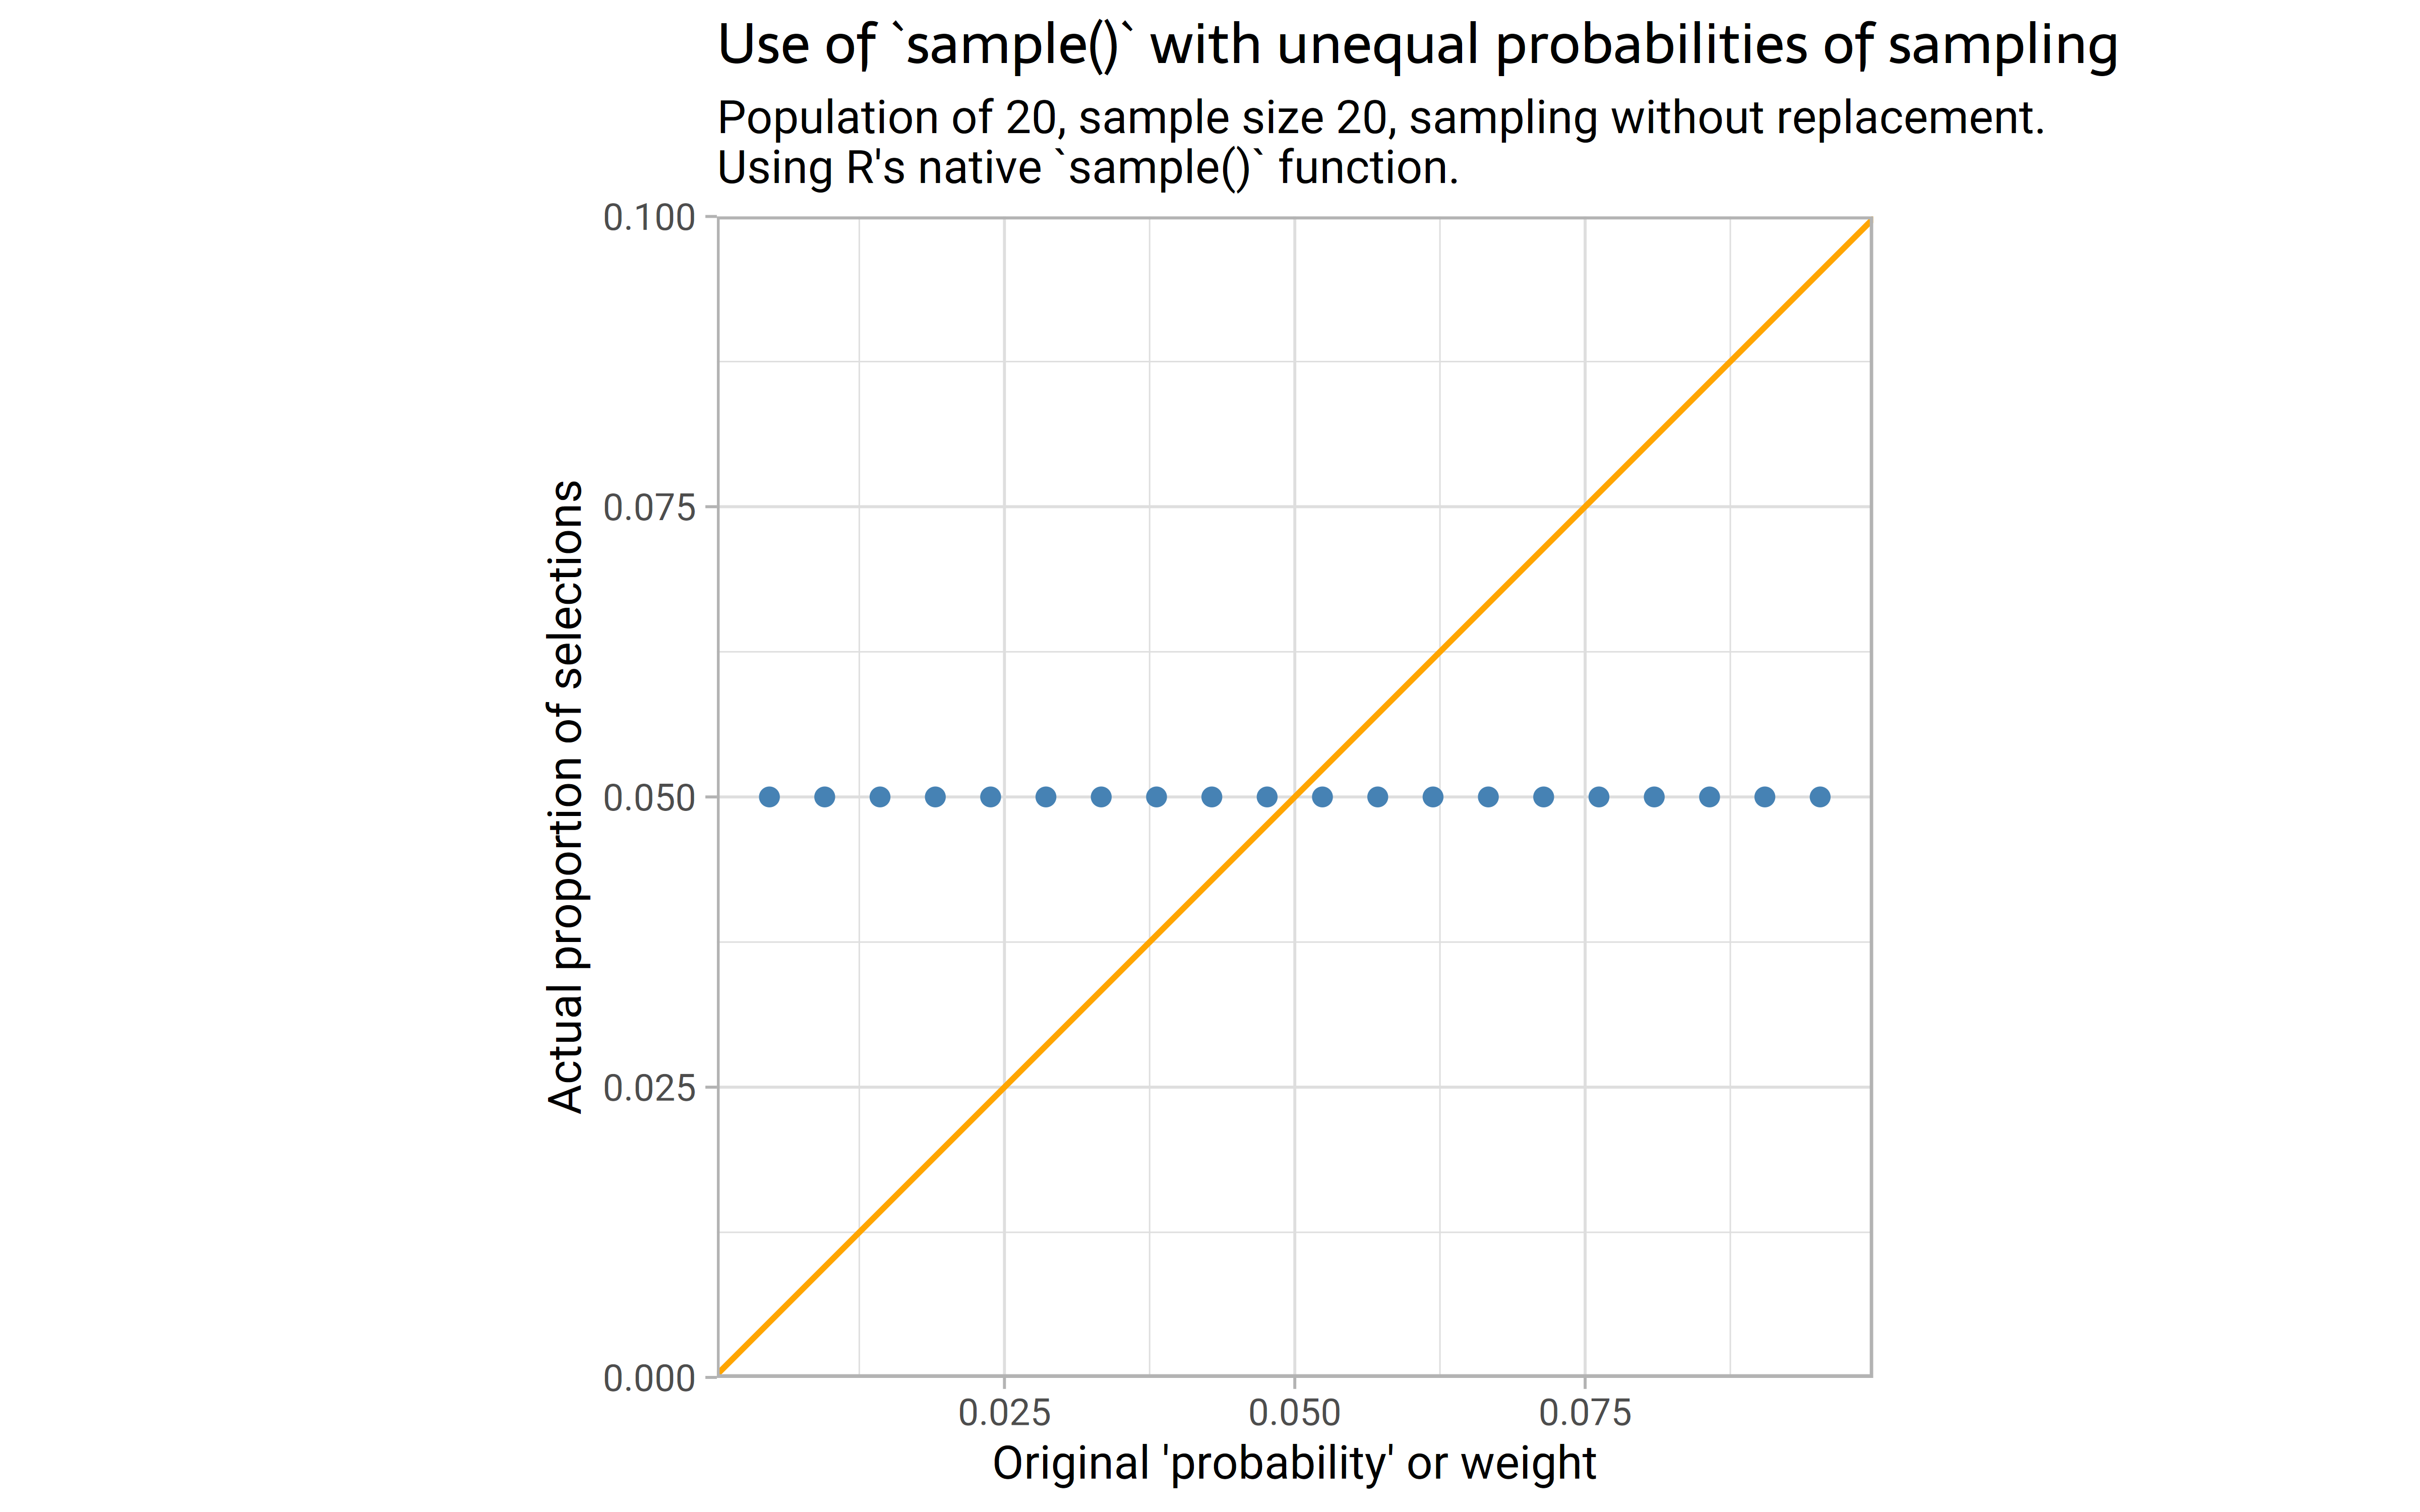 Use of `sample()` with unequal probabilities of sampling
Population of 20, sample size 20, sampling without replacement.
Using R's native `sample()` function.
0.100
0.075
0.050
0.025
0.000
Actual proportion of selections
0.025 0.050 0.075
Original 'probability' or weight